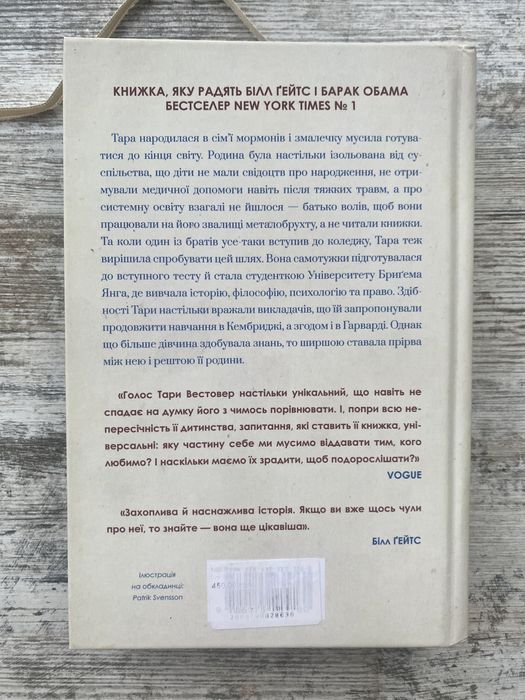 КНИЖКА, ЯКУ РАДЯТЬ БІЛЛ ҐЕЙТС І БАРАК ОБАМА
БЕСТСЕЛЕР NEW YORK TIMES № 1
Тара народилася в сім’ї мормонів і змалечку мусила готува-
тися до кінця світу. Родина була настільки ізольована від су-
спільства, що діти не мали свідоцтв про народження, не отри-
мували медичної допомоги навіть після тяжких травм, а про
системну освіту взагалі не йшлося — батько волів, щоб вони
працювали на його звалищі металобрухту, а не читали книжки.
Та коли один із братів усе-таки вступив до коледжу, Тара теж
вирішила спробувати цей шлях. Вона самотужки підготувалася
до вступного тесту й стала студенткою Університету Бриґема
Янга, де вивчала історію, філософію, психологію та право. Здіб-
ності Тари настільки вражали викладачів, що їй запропонували
продовжити навчання в Кембриджі, а згодом і в Гарварді. Однак
що більше дівчина здобувала знань, то ширшою ставала прірва
між нею і рештою її родини.
«Голос Тари Вестовер настільки унікальний, що навіть не
спадає на думку його з чимось порівнювати. І, попри всю не-
пересічність її дитинства, запитання, які ставить її книжка, уні-
версальні: яку частину себе ми мусимо віддавати тим, кого
любимо? І наскільки маємо їх зрадити, щоб подорослішати?»
VOGUE
«Захоплива й наснажлива історія. Якщо ви вже щось чули
про неї, то знайте — вона ще цікавіша».
БІЛЛ ҐЕЙТС
Ілюстрація
на обкладинці:
Patrik Svensson